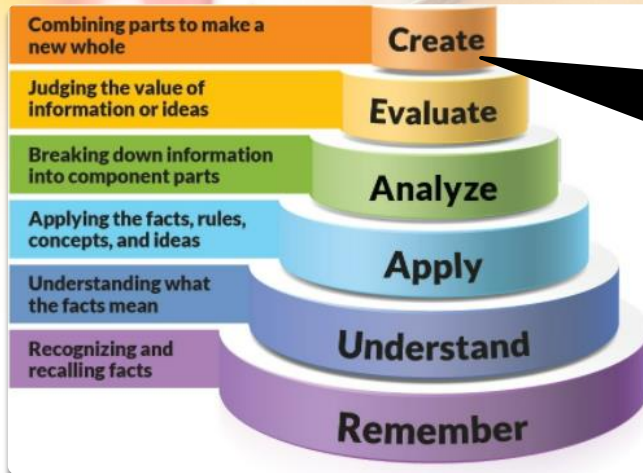 Combining parts to make a
new whole
Create
Judging the value of
information or ideas
Evaluate
Breaking down information
into component parts
Analyze
Applying the facts, rules,
concepts, and ideas
Apply
Understanding what
the facts mean
Understand
Recognizing and
recalling facts
Remember